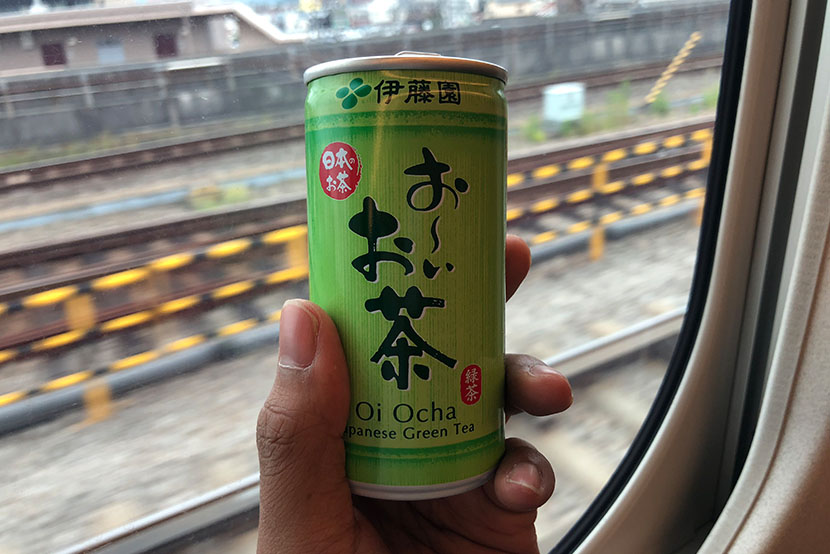 伊藤園
日本の
お茶
お〜い
お茶
緑茶
Oi Ocha
panese Green Tea